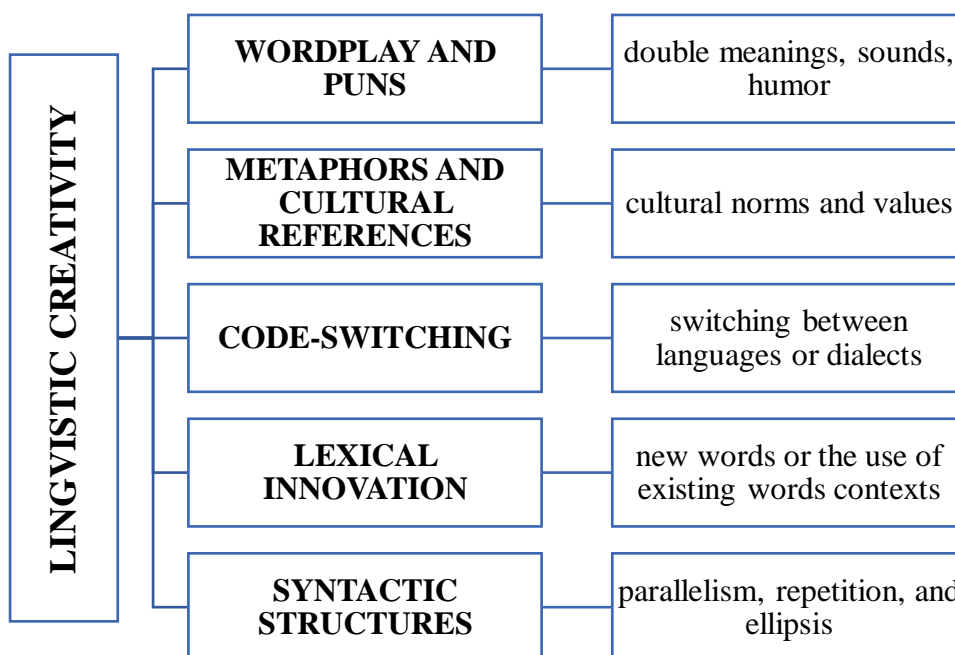 LINGVISTIC CREATIVITY
WORDPLAY AND
PUNS
double meanings, sounds,
humor
METAPHORS AND
CULTURAL
REFERENCES
cultural norms and values
CODE-SWITCHING
switching between
languages or dialects
LEXICAL
INNOVATION
new words or the use of
existing words contexts
SYNTACTIC
STRUCTURES
parallelism, repetition, and
ellipsis